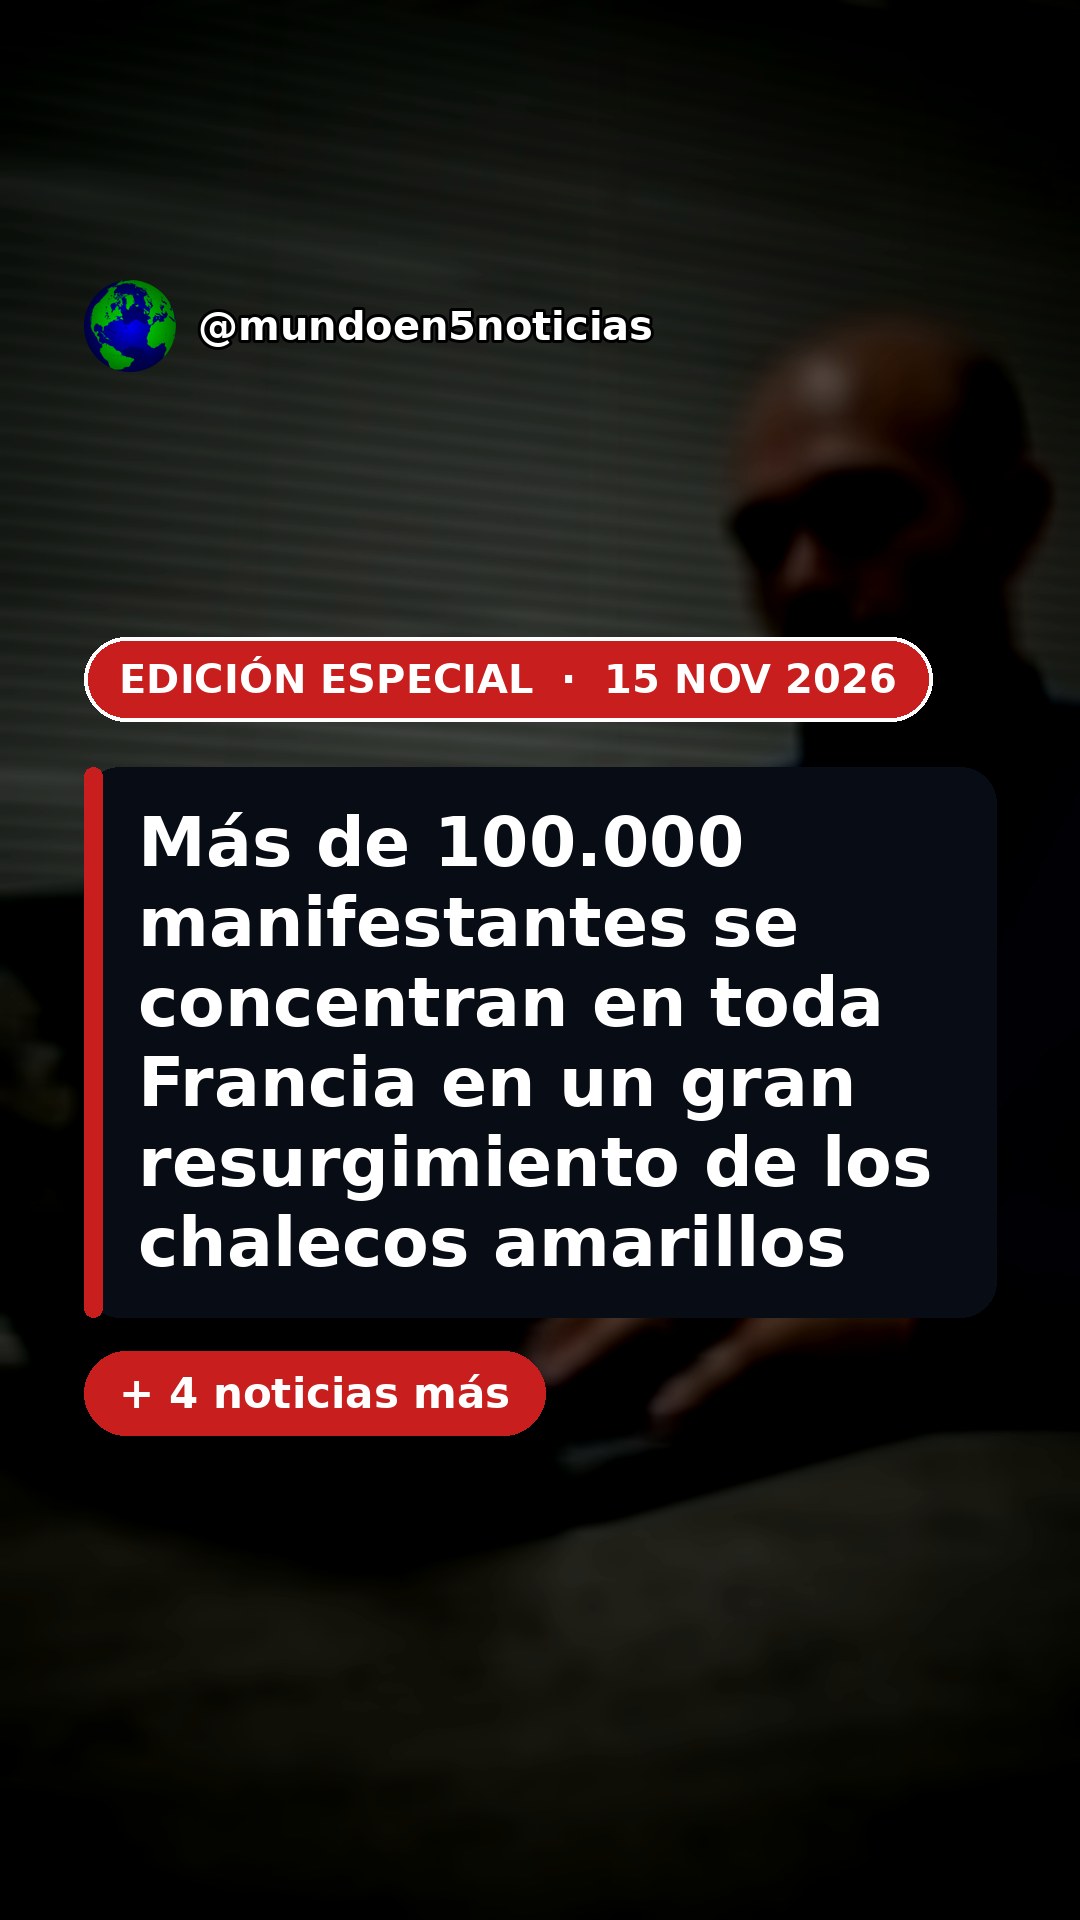 @mundoen5noticias
EDICIÓN ESPECIAL · 15 NOV 2026
Más de 100.000
manifestantes se
concentran en toda
Francia en un gran
resurgimiento de los
chalecos amarillos
+ 4 noticias más